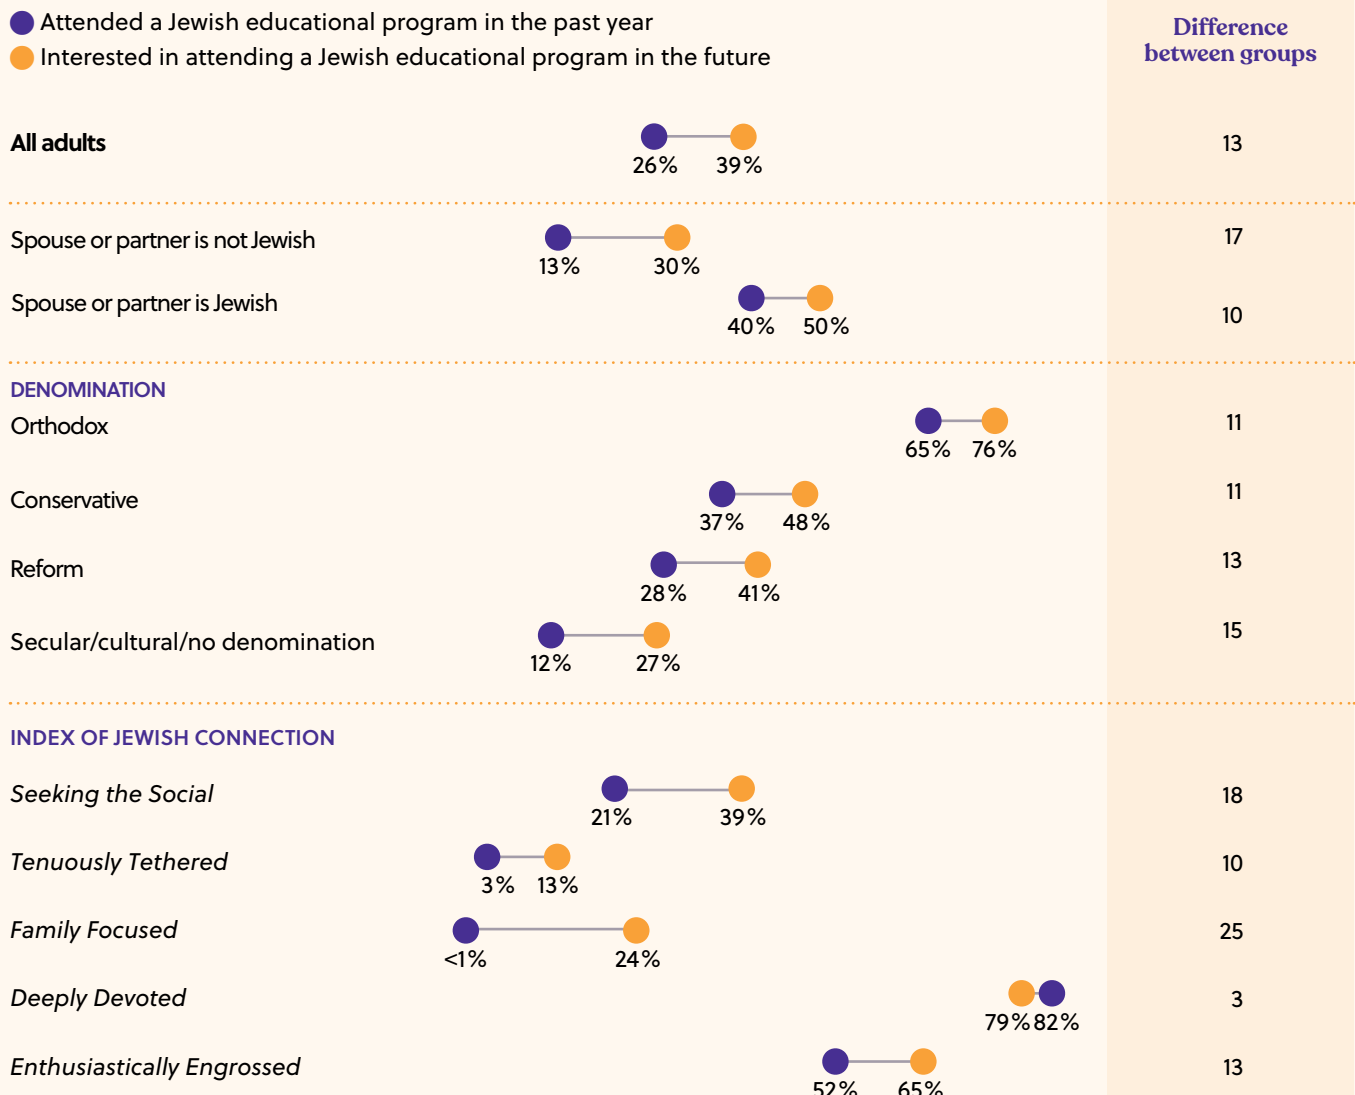 Attended a Jewish educational program in the past year
Interested in attending a Jewish educational program in the future
Difference
between groups
All adults
26% 39%
13
Spouse or partner is not Jewish
13% 30%
17
Spouse or partner is Jewish
40% 50%
10
DENOMINATION
Orthodox
65% 76%
11
Conservative
37% 48%
11
Reform
28% 41%
13
Secular/cultural/no denomination
12% 27%
15
INDEX OF JEWISH CONNECTION
Seeking the Social
21% 39%
18
Tenuously Tethered
3% 13%
10
Family Focused
<1% 24%
25
Deeply Devoted
79% 82%
3
Enthusiastically Engrossed
52% 65%
13